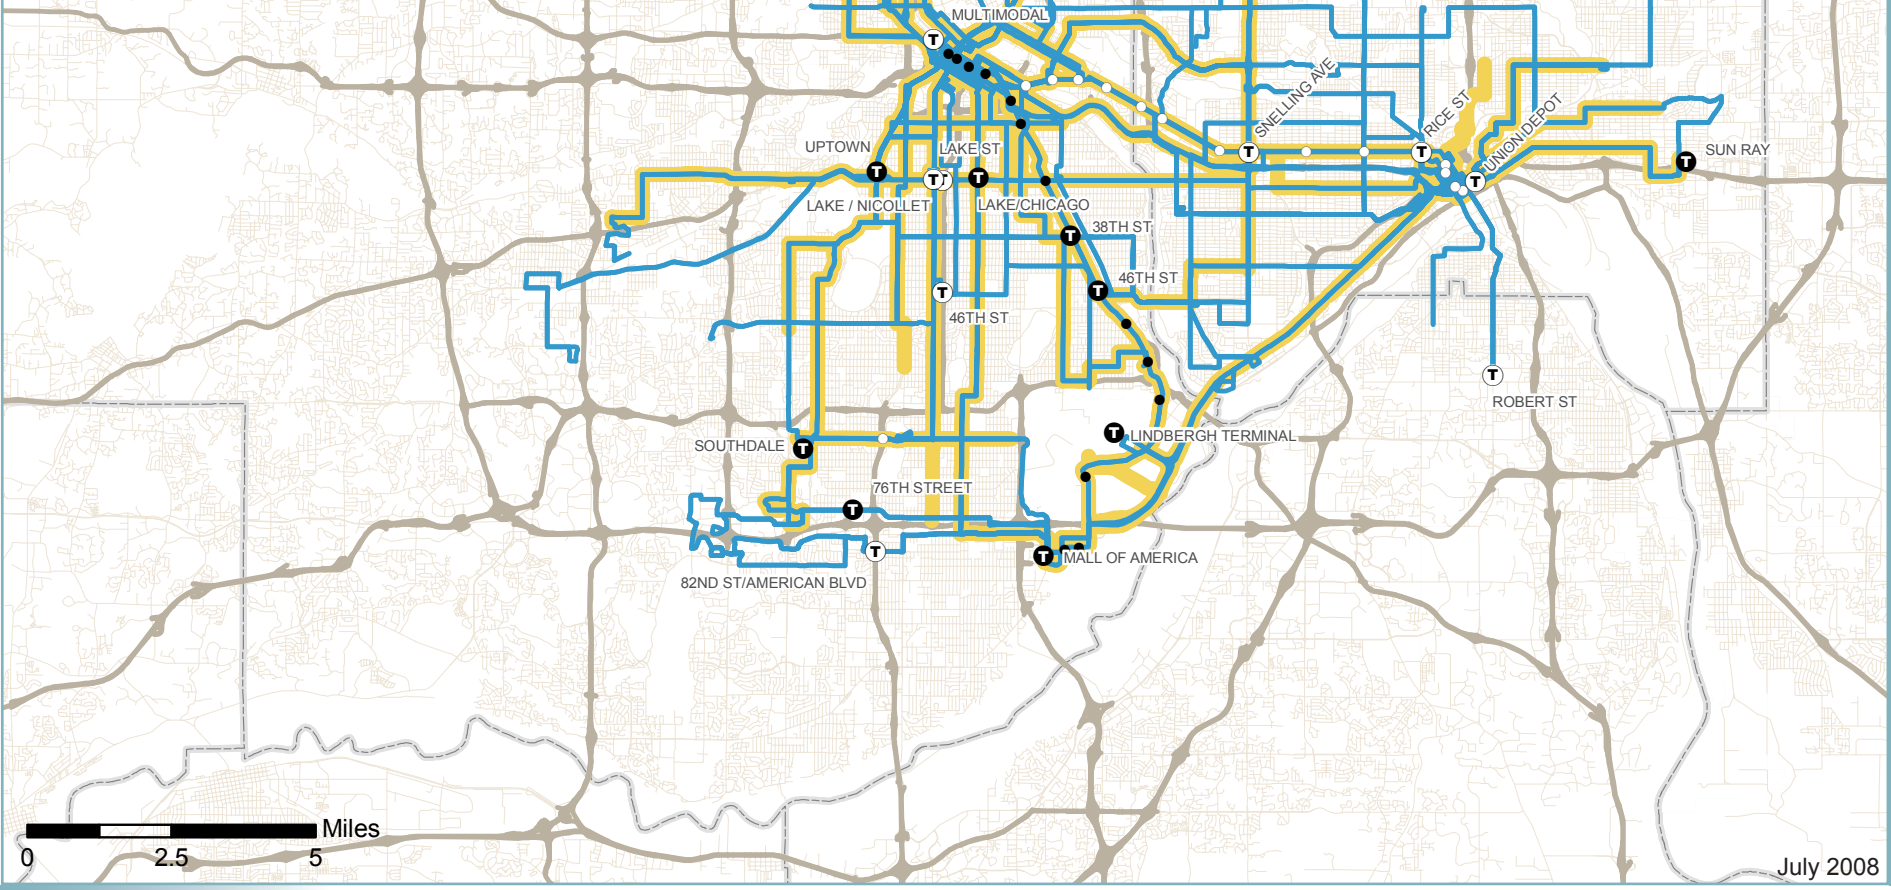 MULTIMODAL
T
SNELLING AVE
RICE ST
UNION DEPOT
UPTOWN
LAKE ST
SUN RAY
T
T
T
T
T
T
T
T
LAKE / NICOLLET
LAKE/CHICAGO
38TH ST
T
46TH ST
T
T
46TH ST
T
ROBERT ST
T
LINDBERGH TERMINAL
SOUTHDALE
T
76TH STREET
T
T
T
MALL OF AMERICA
82ND ST/AMERICAN BLVD
Miles
0
2.5
5
July 2008